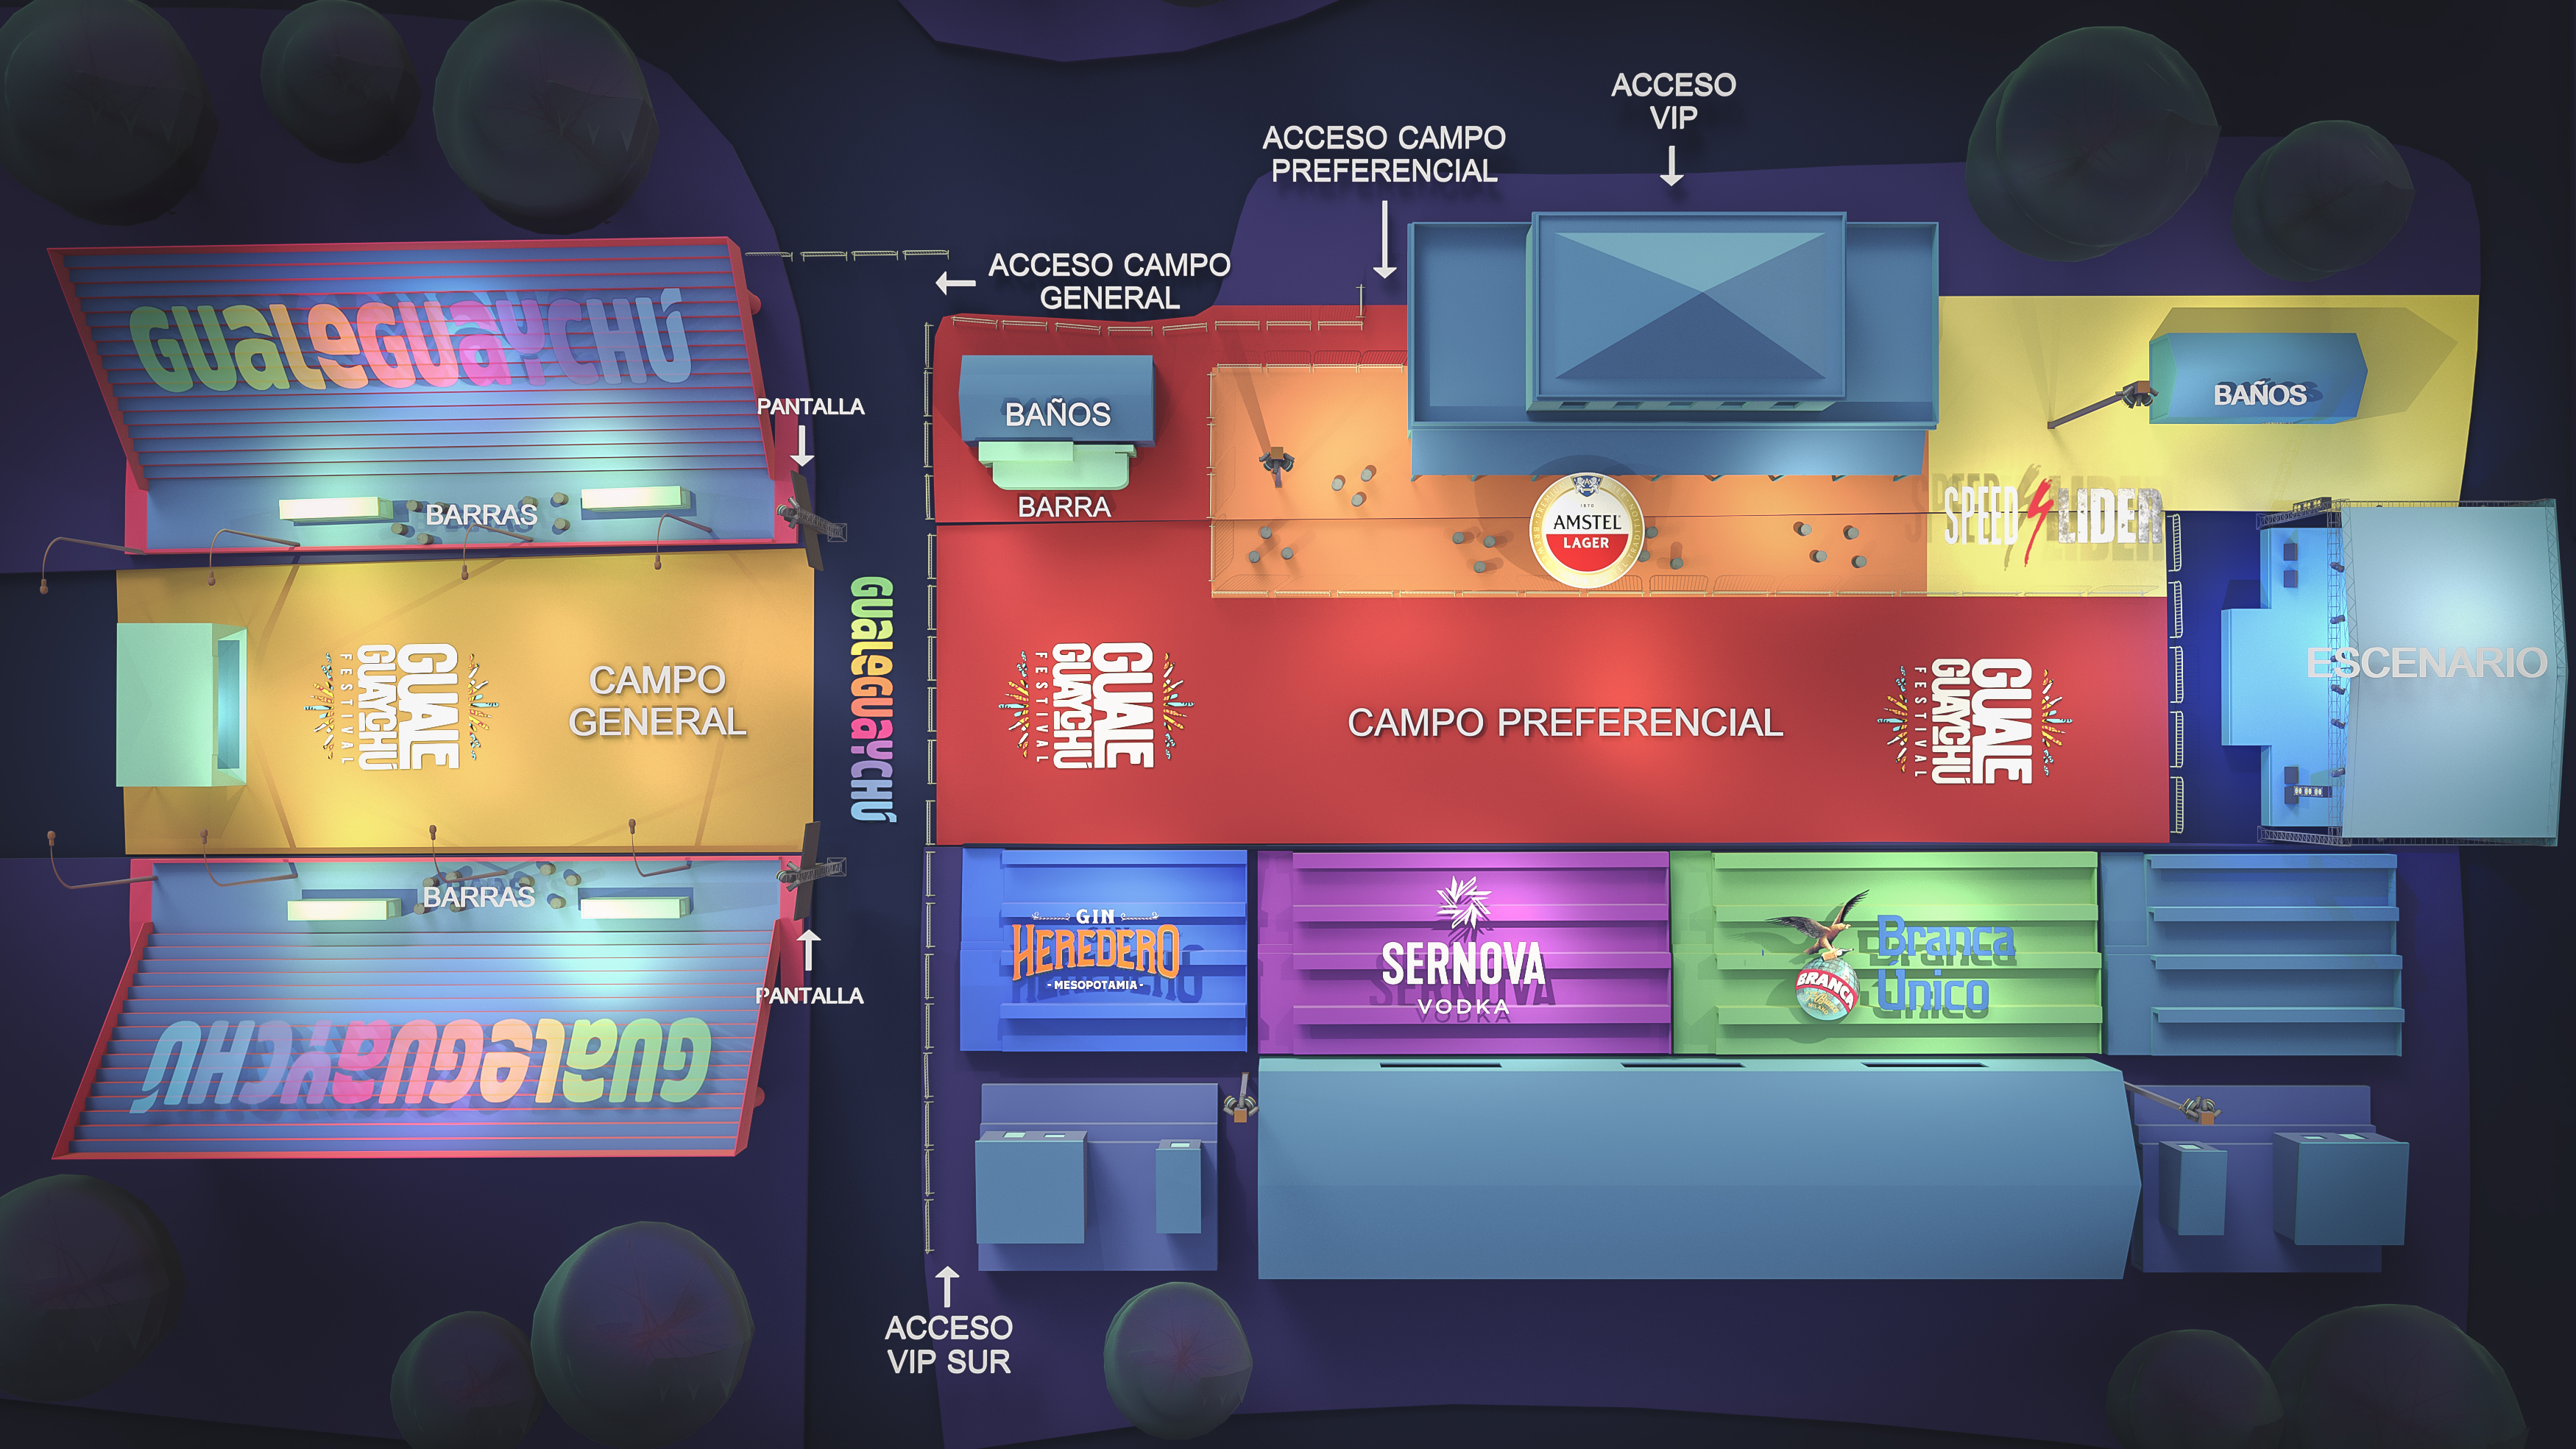 ACCESO
VIP
ACCESO CAMPO
PREFERENCIAL
ACCESO CAMPO
GENERAL
GUALEGUAYCHÚ
PANTALLA
BAÑOS
BARRA
BAÑOS
BARRAS
AMSTEL
LAGER
SPEED LIDER
GUALEGUAYCHÚ
GUALE
GUAYCHÚ
FESTIVAL
CAMPO
GENERAL
GUALE
GUAYCHÚ
FESTIVAL
CAMPO PREFERENCIAL
GUALE
GUAYCHÚ
FESTIVAL
ESCENARIO
BARRAS
PANTALLA
GUALEGUAYCHÚ
GIN
HEREDERO
- MESOPOTAMIA -
SERNOVA
VODKA
BRANCA
Branca
Único
ACCESO
VIP SUR